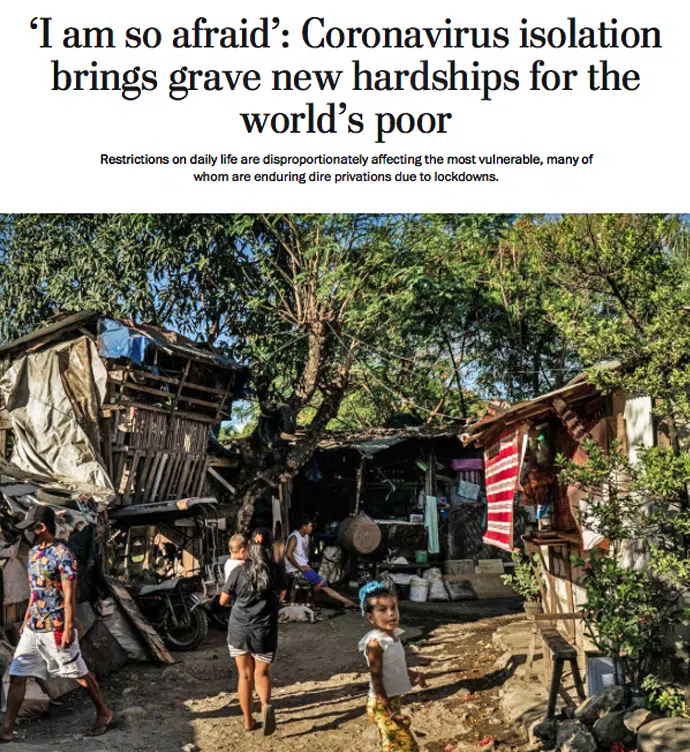 ‘I am so afraid’: Coronavirus isolation
brings grave new hardships for the
world’s poor
Restrictions on daily life are disproportionately affecting the most vulnerable, many of
whom are enduring dire privations due to lockdowns.